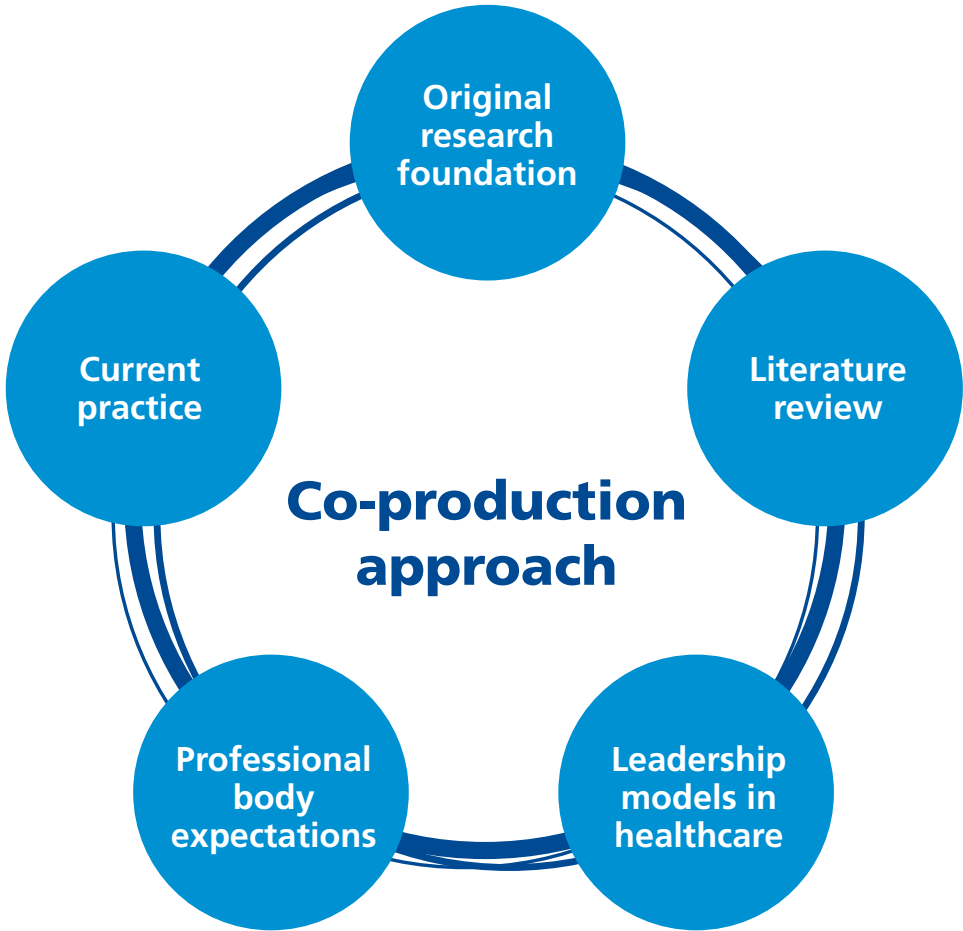 Original
research
foundation
Current
practice
Literature
review
Co-production
approach
Professional
body
expectations
Leadership
models in
healthcare